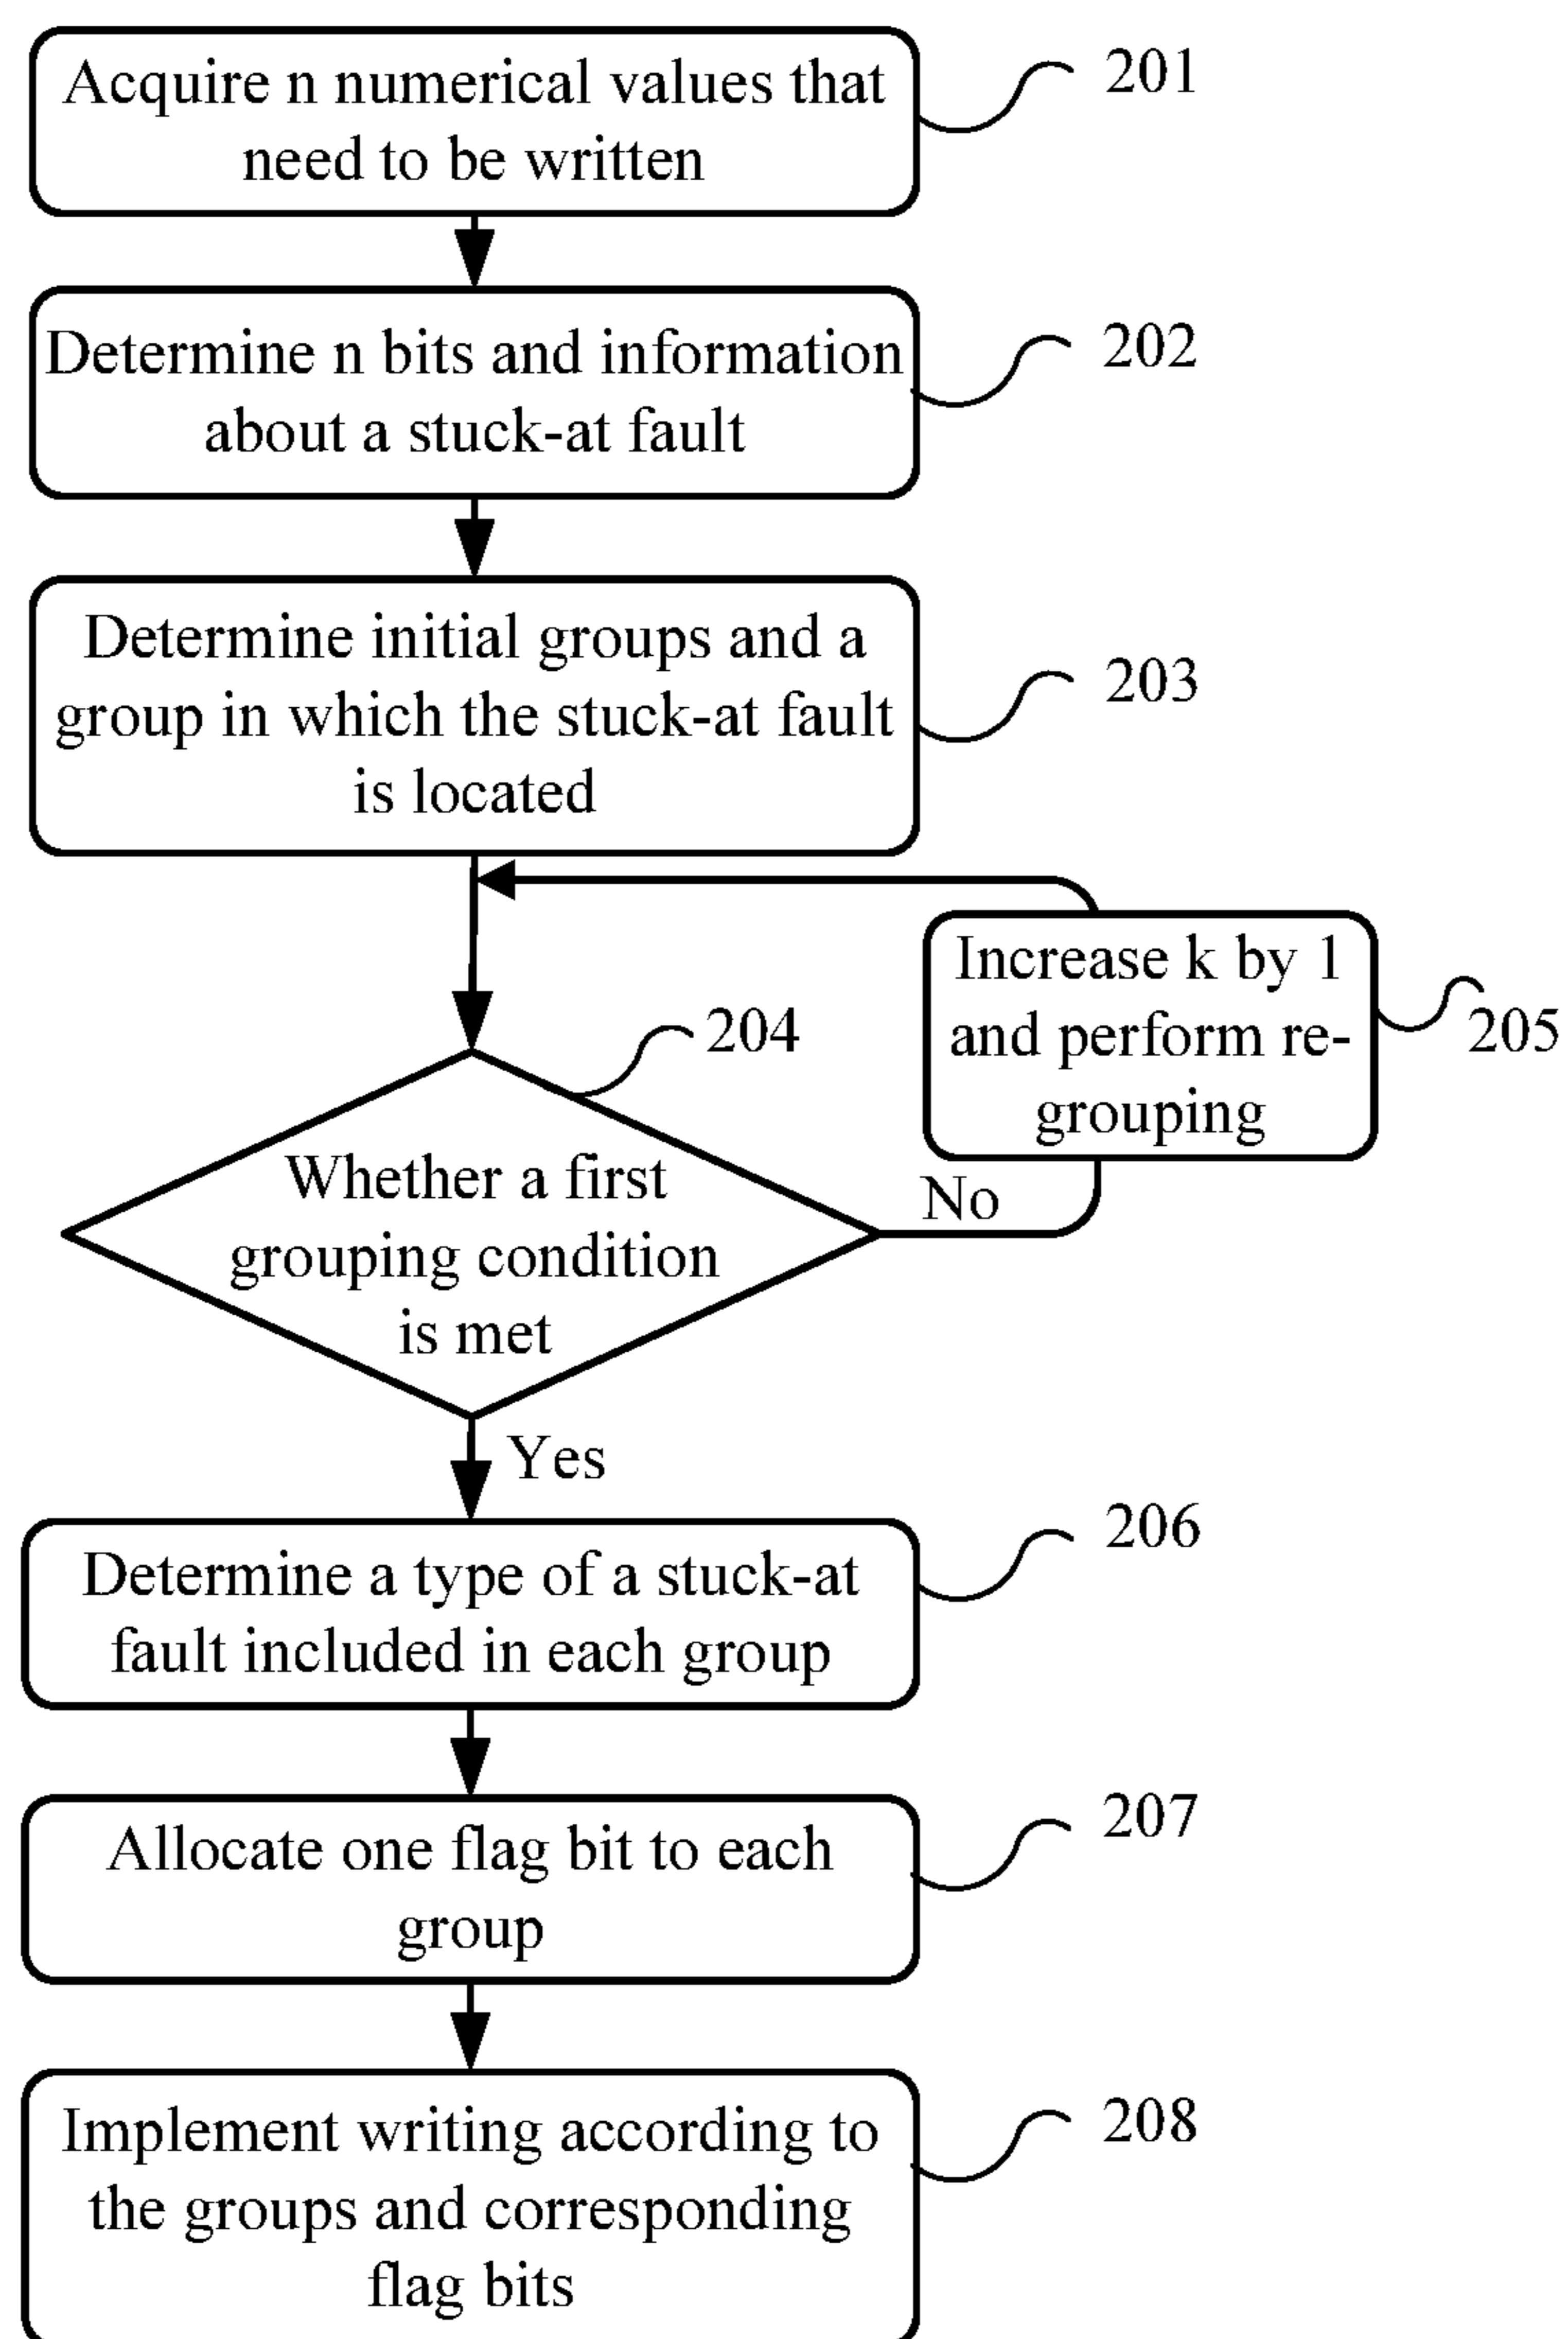 Acquire n numerical values that
need to be written
201
Determine n bits and information
about a stuck-at fault
202
Determine initial groups and a
group in which the stuck-at fault
is located
203
Increase k by 1
and perform re-
grouping
205
204
Whether a first
grouping condition
is met
No
Yes
Determine a type of a stuck-at
fault included in each group
206
Allocate one flag bit to each
group
207
Implement writing according to
the groups and corresponding
flag bits
208